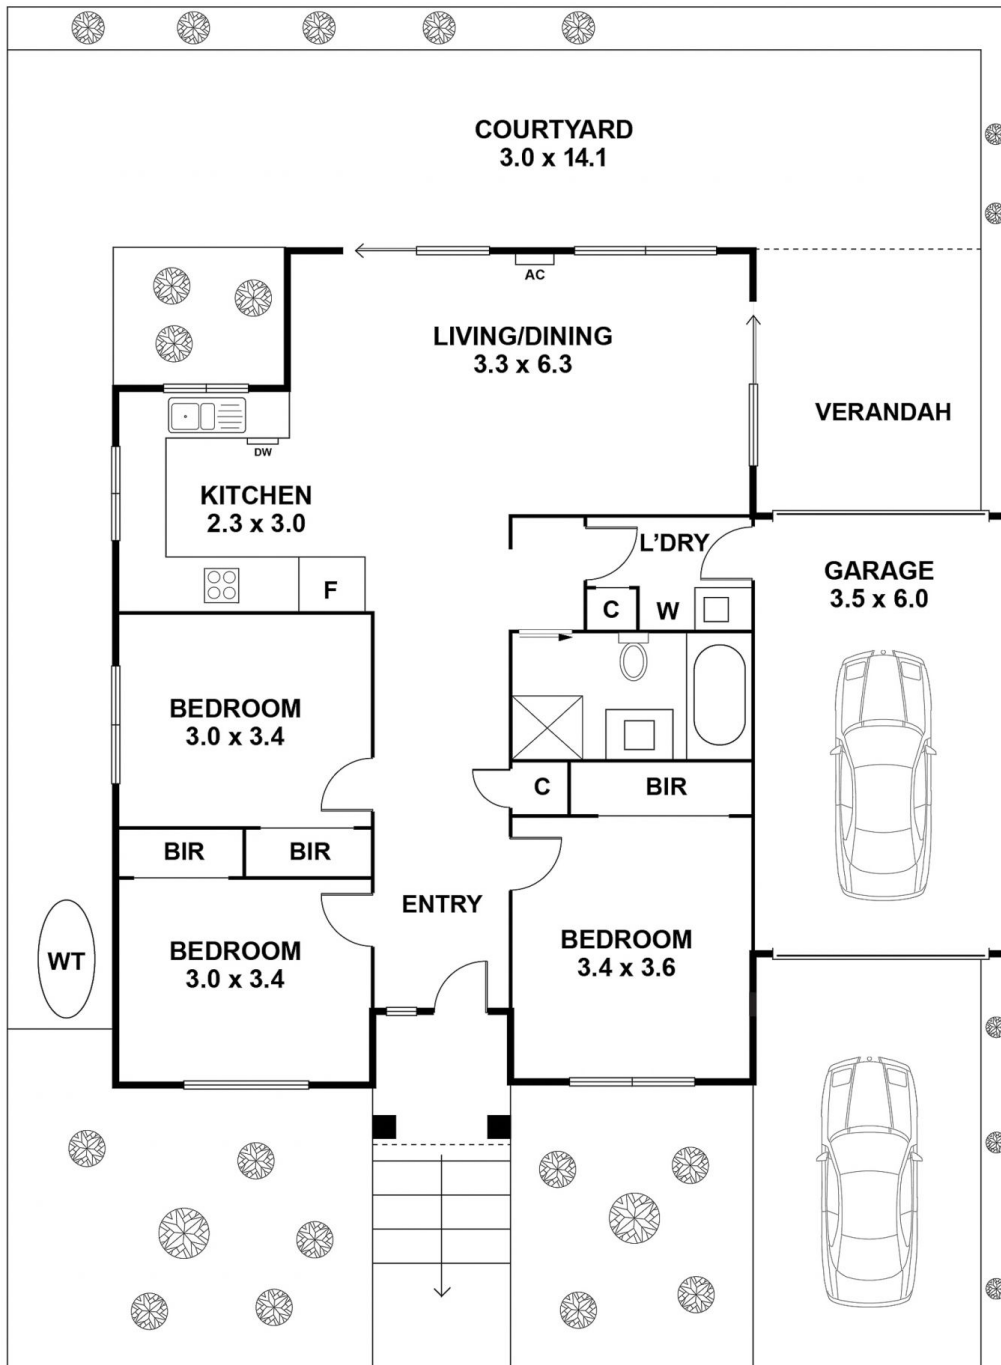 COURTYARD
3.0 x 14.1
AC
LIVING/DINING
3.3 x 6.3
VERANDAH
DW
KITCHEN
2.3 x 3.0
L'DRY
GARAGE
3.5 x 6.0
F
C
W
BEDROOM
3.0 x 3.4
C
BIR
BIR
BIR
ENTRY
BEDROOM
3.0 x 3.4
BEDROOM
3.4 x 3.6
WT